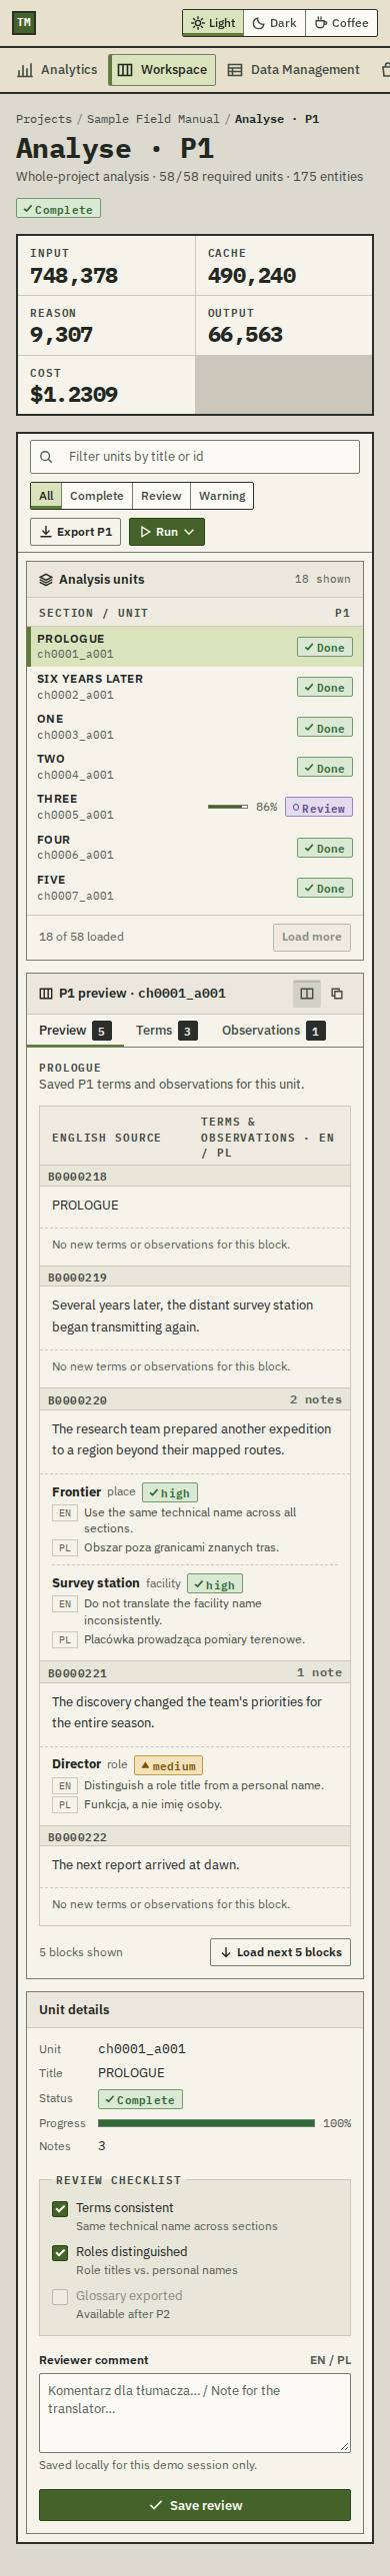 TM
Light
Dark
Coffee
Analytics
Workspace
Data Management
Projects / Sample Field Manual / Analyse · P1
Analyse · P1
Whole-project analysis · 58/58 required units · 175 entities
Complete
INPUT
748,378
CACHE
490,240
REASON
9,307
OUTPUT
66,563
COST
$1.2309
Filter units by title or id
All
Complete
Review
Warning
Export P1
Run
Analysis units
18 shown
SECTION / UNIT
P1
PROLOGUE
ch0001_a001
Done
SIX YEARS LATER
ch0002_a001
Done
ONE
ch0003_a001
Done
TWO
ch0004_a001
Done
THREE
ch0005_a001
86%
Review
FOUR
ch0006_a001
Done
FIVE
ch0007_a001
Done
18 of 58 loaded
Load more
P1 preview · ch0001_a001
Preview 5
Terms 3
Observations 1
PROLOGUE
Saved P1 terms and observations for this unit.
ENGLISH SOURCE
TERMS &
OBSERVATIONS · EN
/ PL
B0000218
PROLOGUE
No new terms or observations for this block.
B0000219
Several years later, the distant survey station
began transmitting again.
No new terms or observations for this block.
B0000220
2 notes
The research team prepared another expedition
to a region beyond their mapped routes.
Frontier place high
EN Use the same technical name across all
sections.
PL Obszar poza granicami znanych tras.
Survey station facility high
EN Do not translate the facility name
inconsistently.
PL Placówka prowadząca pomiary terenowe.
B0000221
1 note
The discovery changed the team's priorities for
the entire season.
Director role medium
EN Distinguish a role title from a personal name.
PL Funkcja, a nie imię osoby.
B0000222
The next report arrived at dawn.
No new terms or observations for this block.
5 blocks shown
Load next 5 blocks
Unit details
Unit ch0001_a001
Title PROLOGUE
Status Complete
Progress 100%
Notes 3
REVIEW CHECKLIST
Terms consistent
Same technical name across sections
Roles distinguished
Role titles vs. personal names
Glossary exported
Available after P2
Reviewer comment
EN / PL
Komentarz dla tłumacza… / Note for the
translator…
Saved locally for this demo session only.
Save review